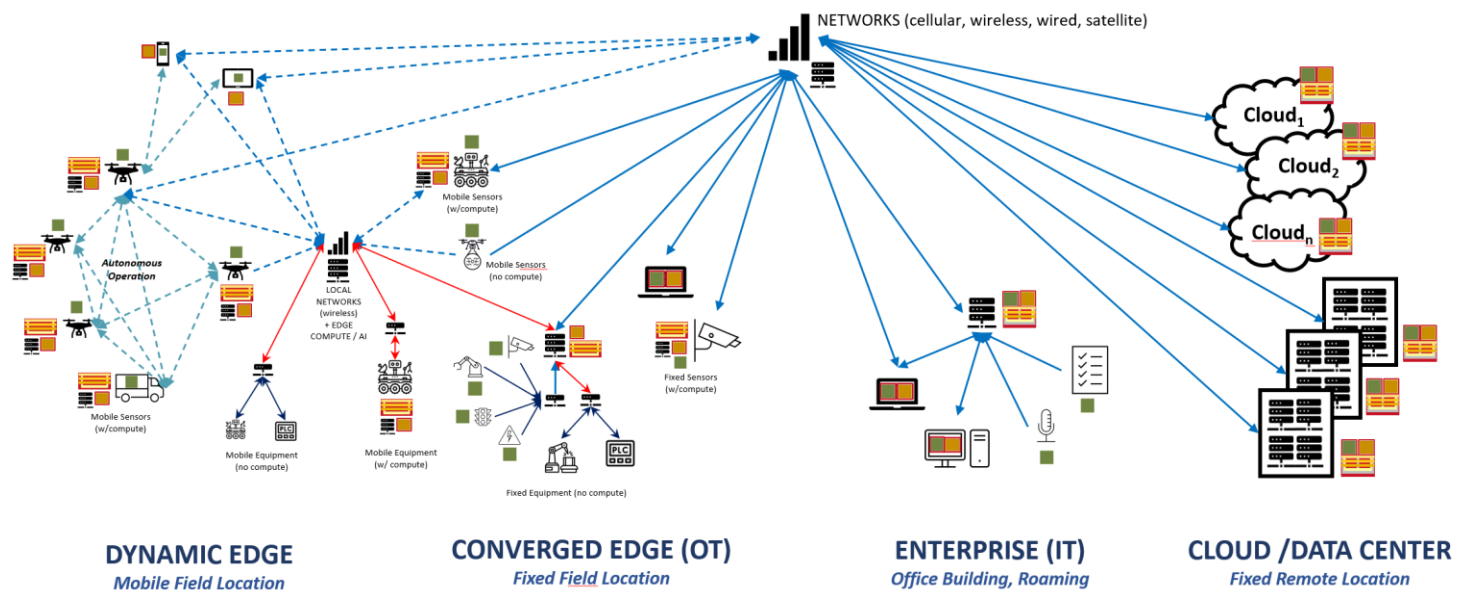 NETWORKS (cellular, wireless, wired, satellite)
Cloud1
Cloud2
Cloudn
Mobile Sensors
(w/compute)
Mobile Sensors
(no compute)
Autonomous
Operation
LOCAL
NETWORKS
(wireless)
+ EDGE
COMPUTE / AI
Fixed Sensors
(w/compute)
Mobile Sensors
(w/compute)
PLC
Mobile Equipment
(no compute)
Mobile Equipment
(w/ compute)
PLC
Fixed Equipment (no compute)
DYNAMIC EDGE
Mobile Field Location
CONVERGED EDGE (OT)
Fixed Field Location
ENTERPRISE (IT)
Office Building, Roaming
CLOUD /DATA CENTER
Fixed Remote Location